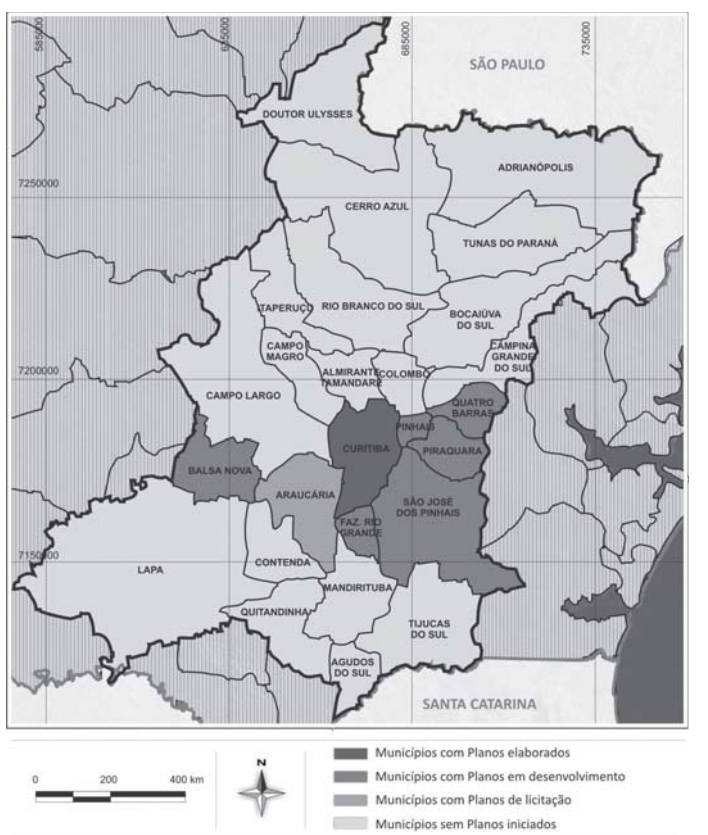 585000
635000
685000
735000
SÃO PAULO
DOUTOR ULYSSES
ADRIANÓPOLIS
7250000
CERRO AZUL
TUNAS DO PARANÁ
ITAPERUÇÚ
RIO BRANCO DO SUL
BOCAIÚVA
DO SUL
CAMPO
MAGRO
CAMPINA
GRANDE
DO SUL
ALMIRANTE
TAMANDARÉ
COLOMBO
7200000
CAMPO LARGO
QUATRO
BARRAS
PINHAIS
CURITIBA
PIRAQUARA
BALSA NOVA
ARAUCÁRIA
SÃO JOSÉ
DOS PINHAIS
FAZ. RIO
GRANDE
7150000
LAPA
CONTENDA
MANDIRITUBA
QUITANDINHA
TIJUCAS
DO SUL
AGUDOS
DO SUL
SANTA CATARINA
0 200 400 km
N
Municípios com Planos elaborados
Municípios com Planos em desenvolvimento
Municípios com Planos de licitação
Municípios sem Planos iniciados